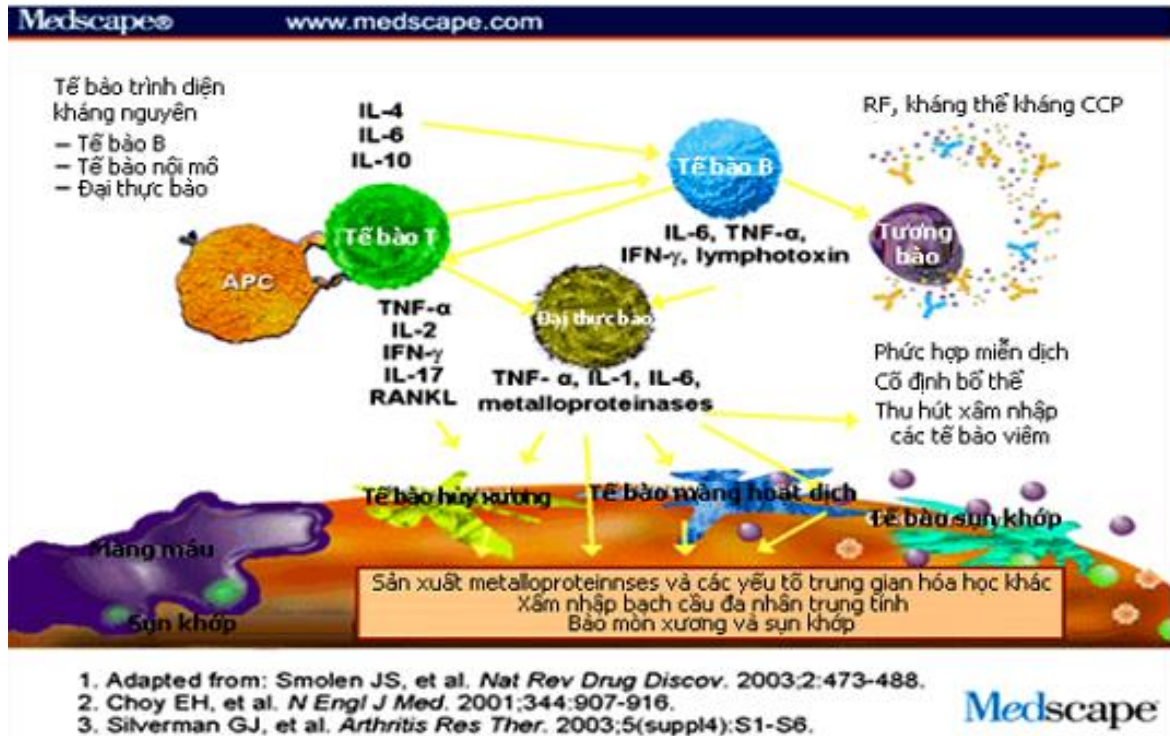 Medscape® www.medscape.com
Tế bào trình diện
kháng nguyên
– Tế bào B
– Tế bào nội mô
– Đại thực bào
IL-4
IL-6
IL-10
Tế bào B
RF, kháng thể kháng CCP
APC
Tế bào T
IL-6, TNF-α,
IFN-γ, lymphotoxin
Tương
bào
Đại thực bào
TNF-α
IL-2
IFN-γ
IL-17
RANKL
TNF- α, IL-1, IL-6,
metalloproteinases
Phức hợp miễn dịch
Cố định bổ thể
Thu hút xâm nhập
các tế bào viêm
Tế bào hủy xương
Tế bào màng hoạt dịch
Tế bào sụn khớp
Màng máu
Sụn khớp
Sản xuất metalloproteinnses và các yếu tố trung gian hóa học khác
Xâm nhập bạch cầu đa nhân trung tính
Bào mòn xương và sụn khớp
1. Adapted from: Smolen JS, et al. Nat Rev Drug Discov. 2003;2:473-488.
2. Choy EH, et al. N Engl J Med. 2001;344:907-916.
3. Silverman GJ, et al. Arthritis Res Ther. 2003;5(suppl4):S1-S6.
Medscape